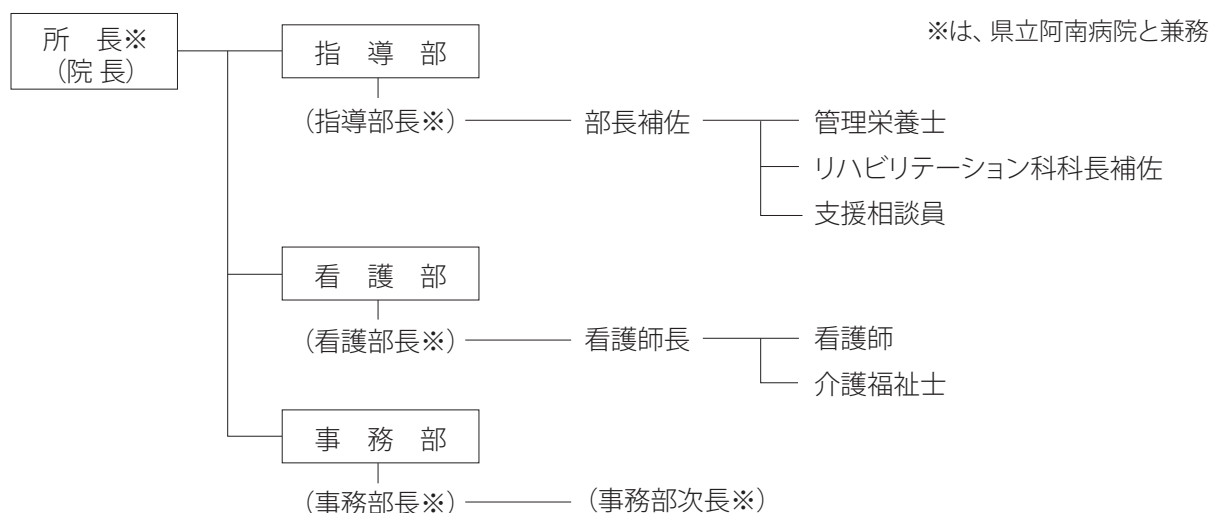 所　長※
（院 長）
※は、県立阿南病院と兼務
指　導　部
（指導部長※）
部長補佐
管理栄養士
リハビリテーション科科長補佐
支援相談員
看　護　部
（看護部長※）
看護師長
看護師
介護福祉士
事　務　部
（事務部長※）
（事務部次長※）